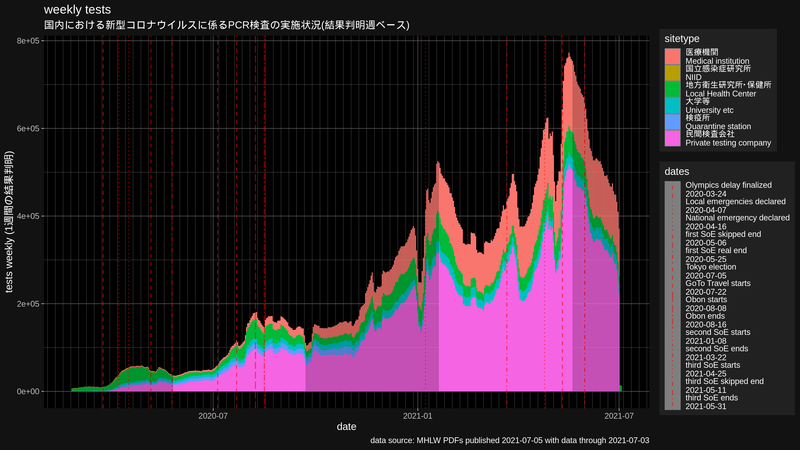 weekly tests
国内における新型コロナウイルスに係るPCR検査の実施状況(結果判明週ベース)
tests weekly (1週間の結果判明)
8e+05
6e+05
4e+05
2e+05
0e+00
2020-07
2021-01
2021-07
date
data source: MHLW PDFs published 2021-07-05 with data through 2021-07-03
sitetype
医療機関
Medical institution
国立感染症研究所
NIID
地方衛生研究所･保健所
Local Health Center
大学等
University etc
検疫所
Quarantine station
民間検査会社
Private testing company
dates
Olympics delay finalized
2020-03-24
Local emergencies declared
2020-04-07
National emergency declared
2020-04-16
first SoE skipped end
2020-05-06
first SoE real end
2020-05-25
Tokyo election
2020-07-05
GoTo Travel starts
2020-07-22
Obon starts
2020-08-08
Obon ends
2020-08-16
second SoE starts
2021-01-08
second SoE ends
2021-03-22
third SoE starts
2021-04-25
third SoE skipped end
2021-05-11
third SoE ends
2021-05-31